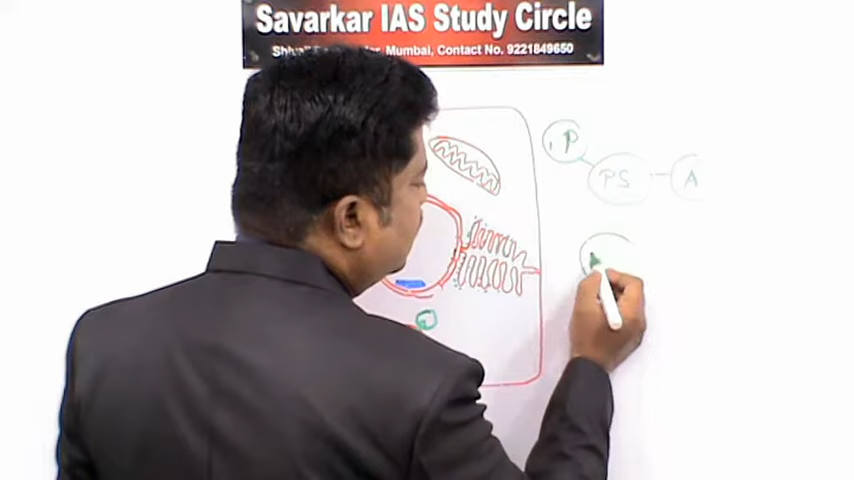 Savarkar IAS Study Circle
Mumbai, Contact No. 9221849650
P
PS
A